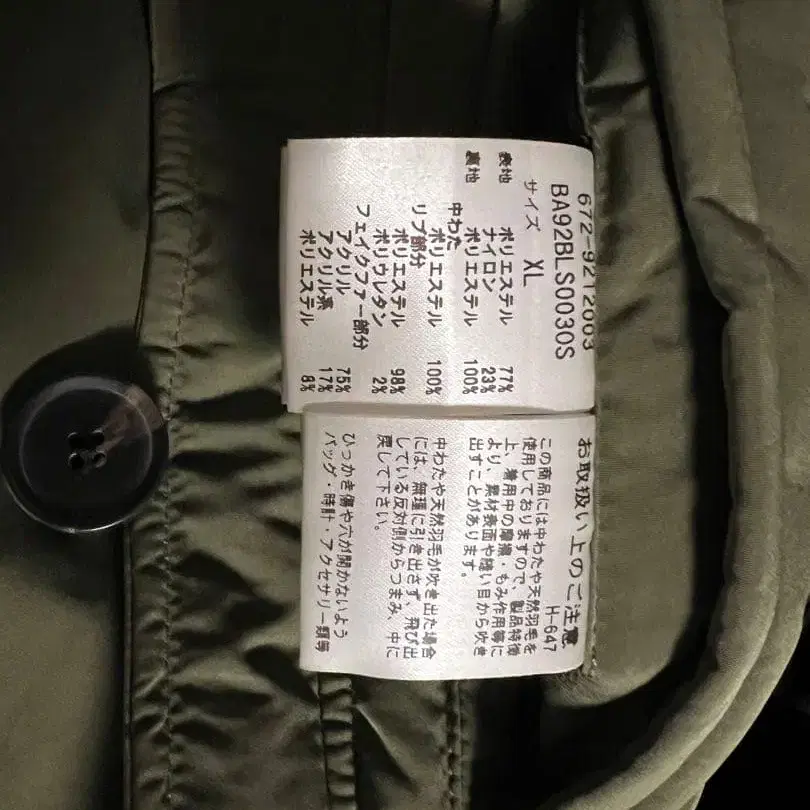 672-9212003
BA92BLS0030S
サイズ XL
表地 ポリエステル 77%
ナイロン 23%
裏地 ポリエステル 100%
中わた
ポリエステル 100%
リブ部分
ポリエステル 98%
ポリウレタン 2%
フェイクファー部分
アクリル 75%
アクリル系 17%
ポリエステル 8%
お取扱い上のご注意
H-647
この商品には中わたや天然羽毛を
使用しておりますので、製品特徴
上、着用中の摩擦・もみ作用等に
より、素材表面や縫い目から吹き
出すことがあります。
中わたや天然羽毛が吹き出た場合
には、無理に引き出さず、飛び出
している反対側からつまみ、中に
戻して下さい。
ひっかき傷や穴が開かないよう
バッグ・時計・アクセサリー類等